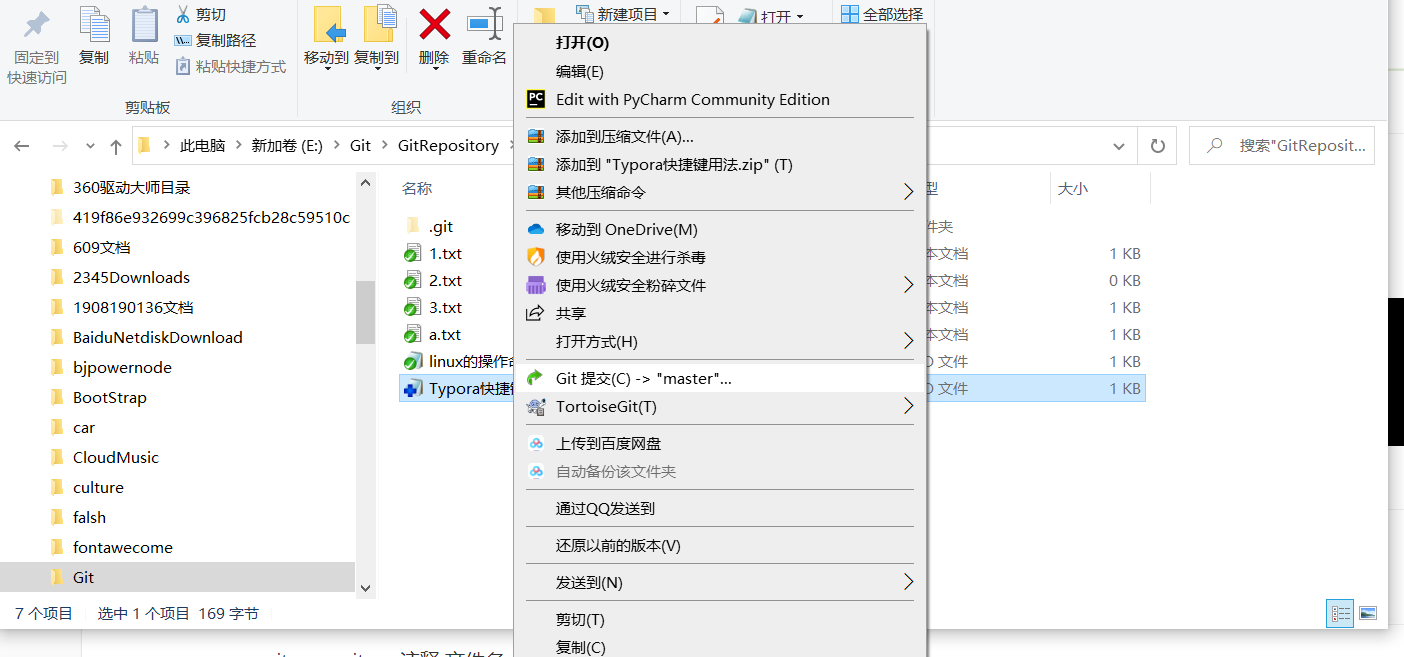 剪切
新建项目
打开
全部选择
复制路径
固定到
快速访问
复制
粘贴
粘贴快捷方式
移动到
复制到
删除
重命名
剪贴板
组织
此电脑
新加卷 (E:)
Git
GitRepository
搜索"GitReposit...
360驱动大师目录
419f86e932699c396825fcb28c59510c
609文档
2345Downloads
1908190136文档
BaiduNetdiskDownload
bjpowernode
BootStrap
car
CloudMusic
culture
falsh
fontawecome
Git
名称
型
大小
.git
件夹
1.txt
本文档
1 KB
2.txt
本文档
0 KB
3.txt
本文档
1 KB
a.txt
本文档
1 KB
linux的操作
文件
1 KB
Typora快捷
文件
1 KB
打开(O)
编辑(E)
Edit with PyCharm Community Edition
添加到压缩文件(A)...
添加到 "Typora快捷键用法.zip" (T)
其他压缩命令
移动到 OneDrive(M)
使用火绒安全进行杀毒
使用火绒安全粉碎文件
共享
打开方式(H)
Git 提交(C) -> "master"...
TortoiseGit(T)
上传到百度网盘
自动备份该文件夹
通过QQ发送到
还原以前的版本(V)
发送到(N)
剪切(T)
复制(C)
7 个项目
选中 1 个项目 169 字节